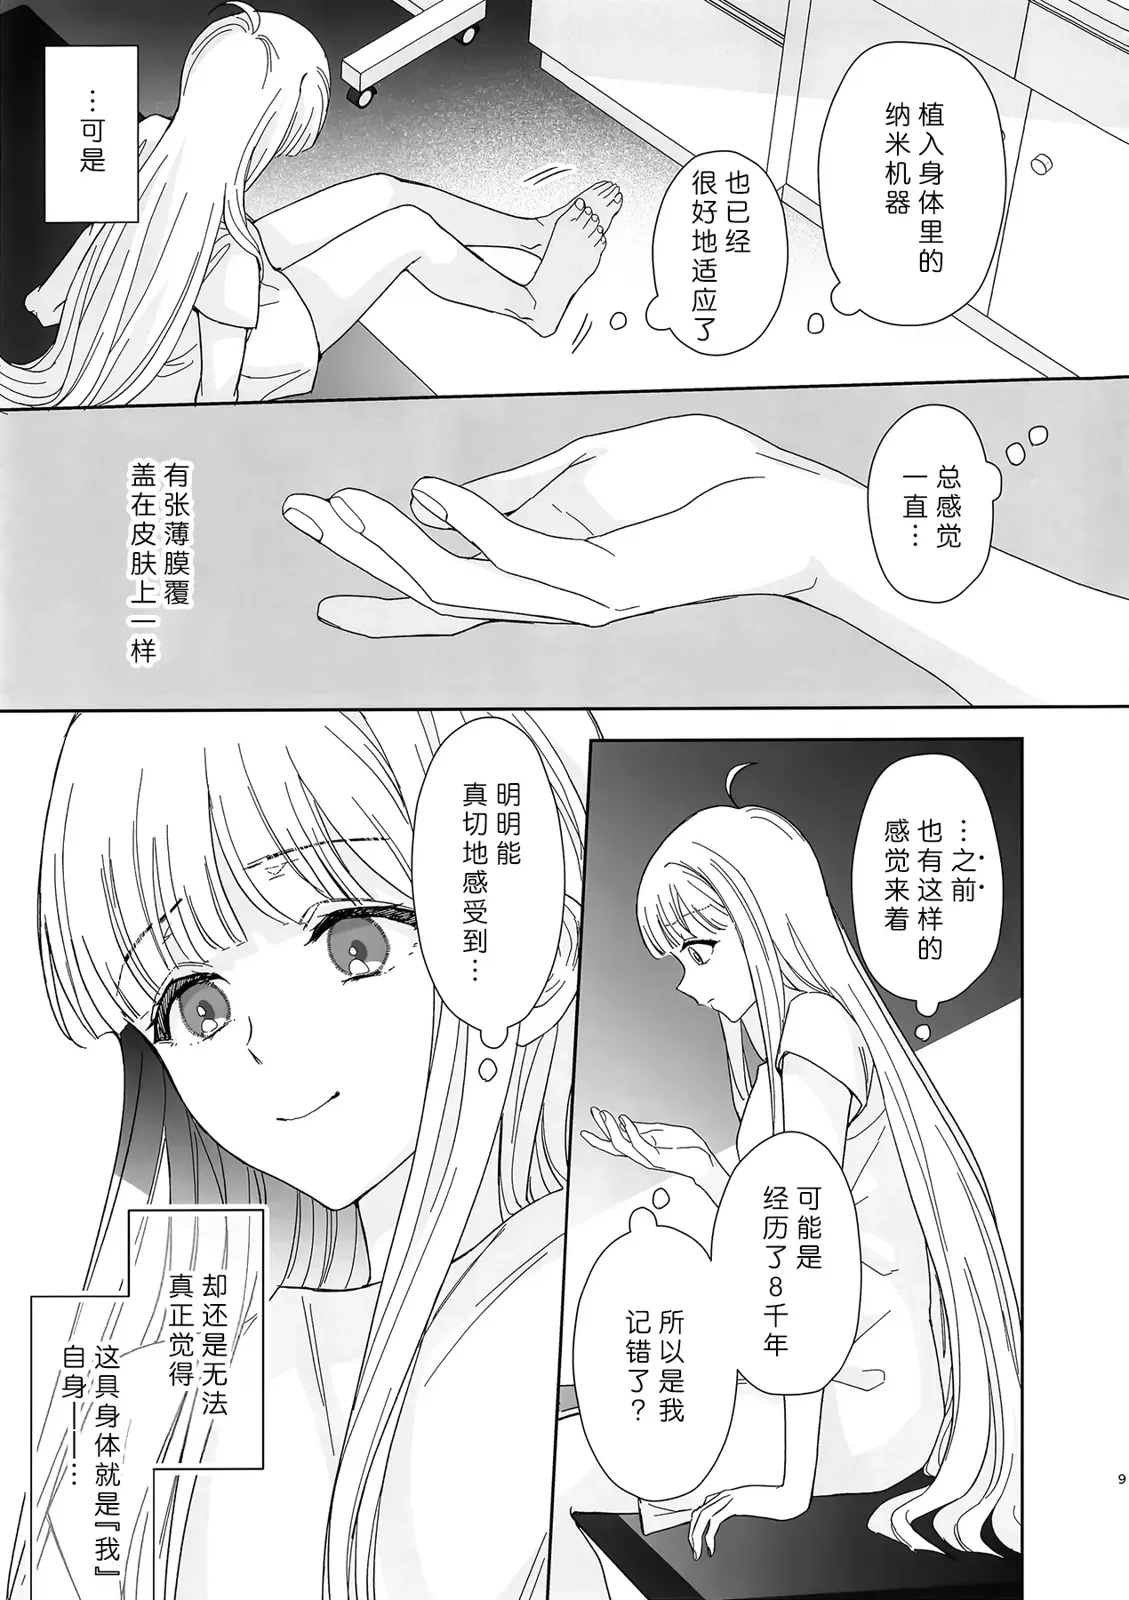 植入身体里的
纳米机器
也已经
很好地适应了
…可是
总感觉
一直…
有张薄膜覆
盖在皮肤上一样
…之前
也有这样的
感觉来着
可能是
经历了8千年
所以是我
记错了？
明明能
真切地感受到…
却还是无法
真正觉得
这具身体就是『我』
自身——…
9